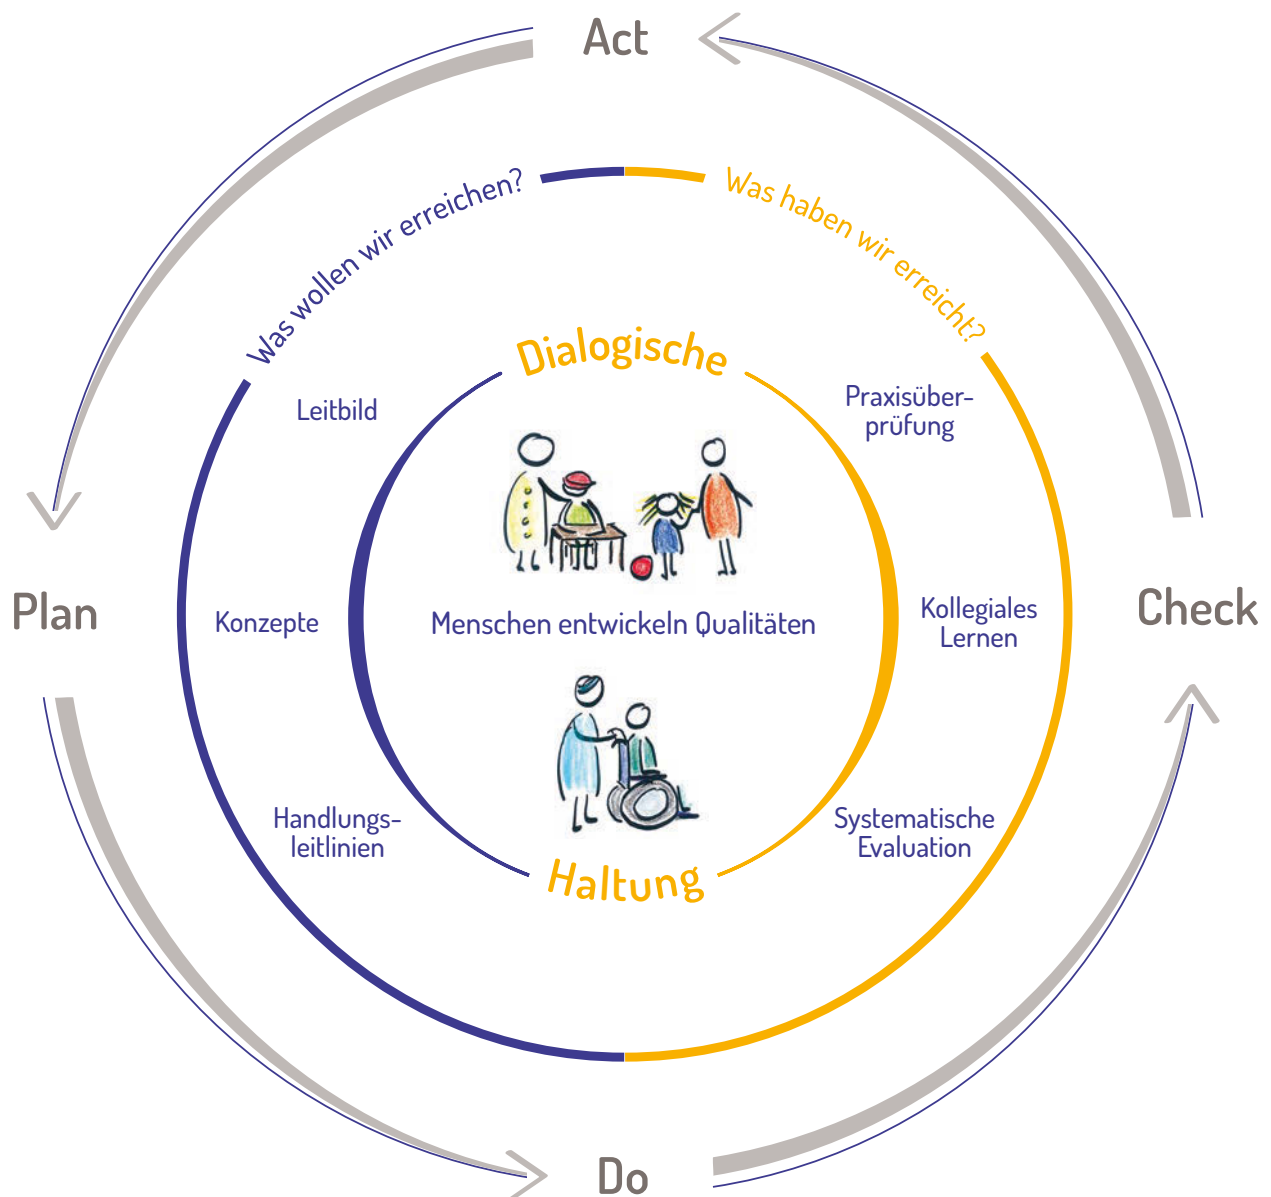 Act
Was wollen wir erreichen?
Was haben wir erreicht?
Dialogische
Leitbild
Praxisüber-
prüfung
Plan
Konzepte
Menschen entwickeln Qualitäten
Kollegiales
Lernen
Check
Handlungs-
leitlinien
Systematische
Evaluation
Haltung
Do